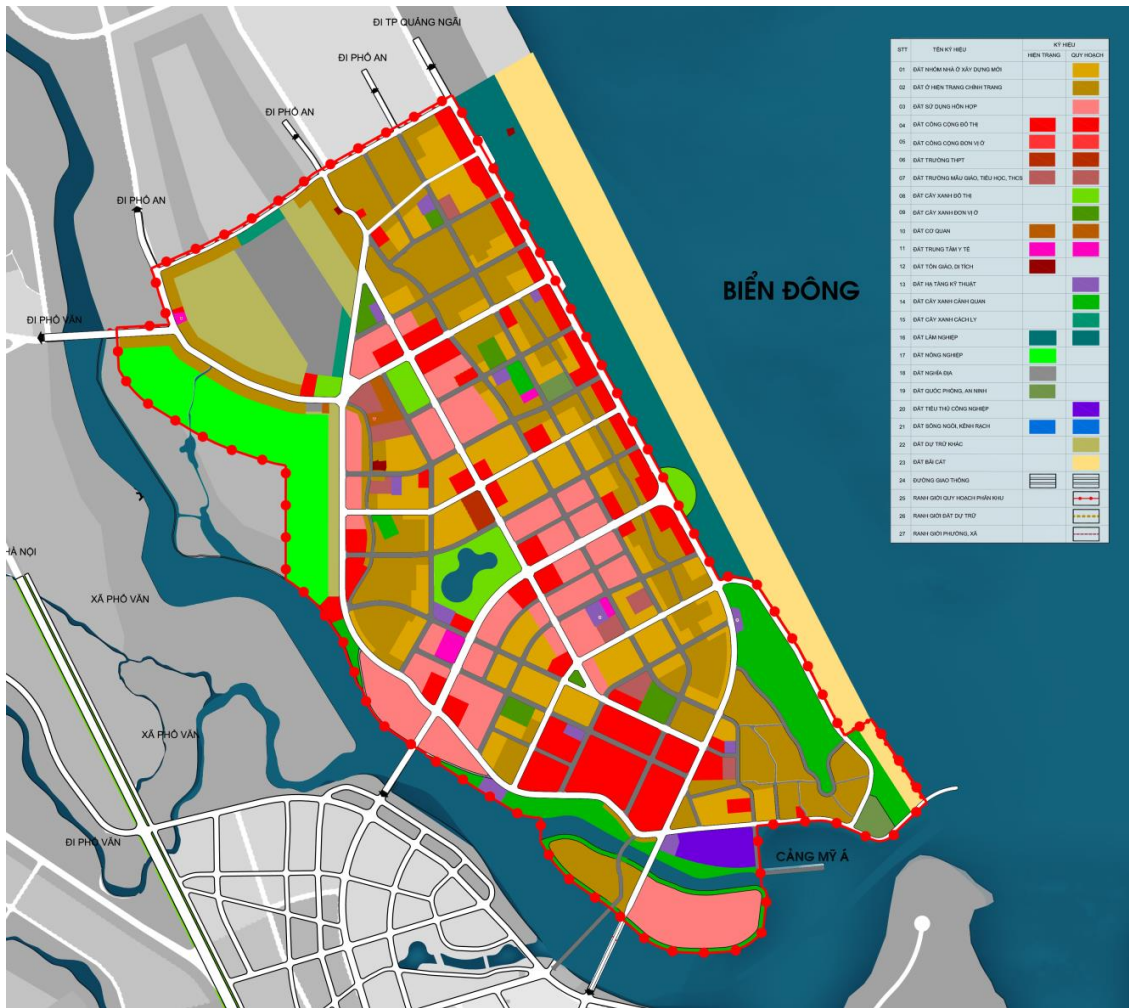 ĐI TP QUẢNG NGÃI
ĐI PHỔ AN
ĐI PHỔ AN
ĐI PHỔ AN
ĐI PHỔ VĂN
BIỂN ĐÔNG
HÀ NỘI
XÃ PHỔ VĂN
XÃ PHỔ VĂN
ĐI PHỔ VĂN
CẢNG MỸ Á
STT TÊN KÝ HIỆU KÝ HIỆU
HIỆN TRẠNG QUY HOẠCH
01 ĐẤT NHÓM NHÀ Ở XÂY DỰNG MỚI
02 ĐẤT Ở HIỆN TRẠNG CHỈNH TRANG
03 ĐẤT SỬ DỤNG HỖN HỢP
04 ĐẤT CÔNG CỘNG ĐÔ THỊ
05 ĐẤT CÔNG CỘNG ĐƠN VỊ Ở
06 ĐẤT TRƯỜNG THPT
07 ĐẤT TRƯỜNG MẪU GIÁO, TIỂU HỌC, THCS
08 ĐẤT CÂY XANH ĐÔ THỊ
09 ĐẤT CÂY XANH ĐƠN VỊ Ở
10 ĐẤT CƠ QUAN
11 ĐẤT TRUNG TÂM Y TẾ
12 ĐẤT TÔN GIÁO, DI TÍCH
13 ĐẤT HẠ TẦNG KỸ THUẬT
14 ĐẤT CÂY XANH CẢNH QUAN
15 ĐẤT CÂY XANH CÁCH LY
16 ĐẤT LÂM NGHIỆP
17 ĐẤT NÔNG NGHIỆP
18 ĐẤT NGHĨA ĐỊA
19 ĐẤT QUỐC PHÒNG, AN NINH
20 ĐẤT TIỂU THỦ CÔNG NGHIỆP
21 ĐẤT SÔNG NGÒI, KÊNH RẠCH
22 ĐẤT DỰ TRỮ KHÁC
23 ĐẤT BÃI CÁT
24 ĐƯỜNG GIAO THÔNG
25 RANH GIỚI QUY HOẠCH PHÂN KHU
26 RANH GIỚI ĐẤT DỰ TRỮ
27 RANH GIỚI PHƯỜNG, XÃ